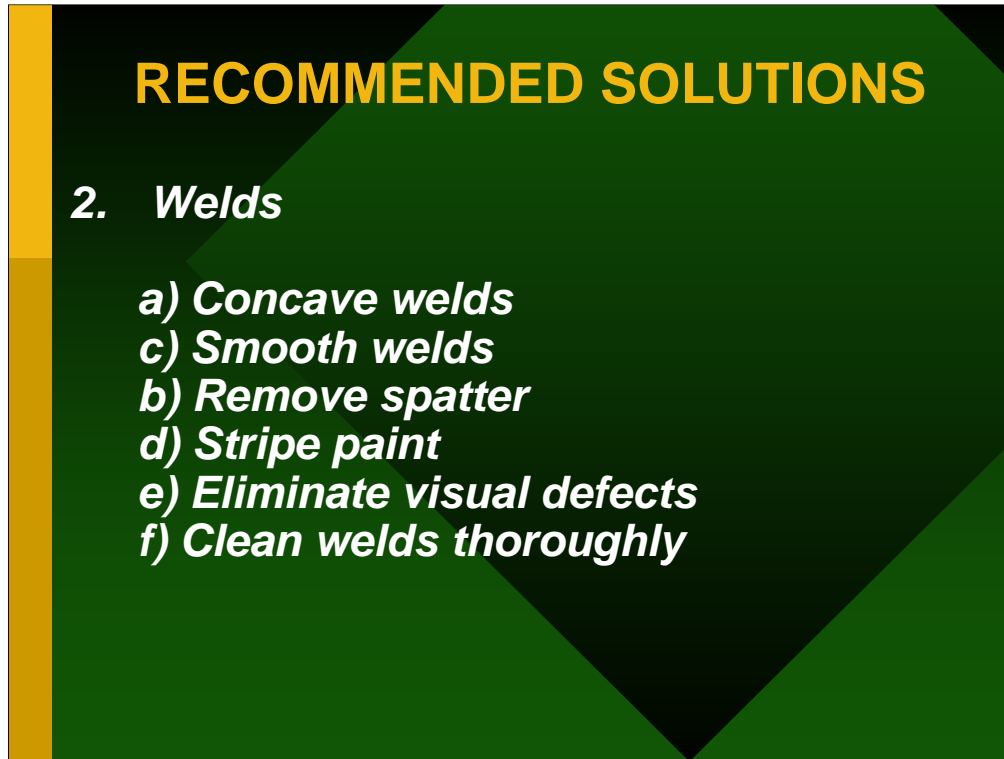 RECOMMENDED SOLUTIONS
2. Welds
a) Concave welds
c) Smooth welds
b) Remove spatter
d) Stripe paint
e) Eliminate visual defects
f) Clean welds thoroughly